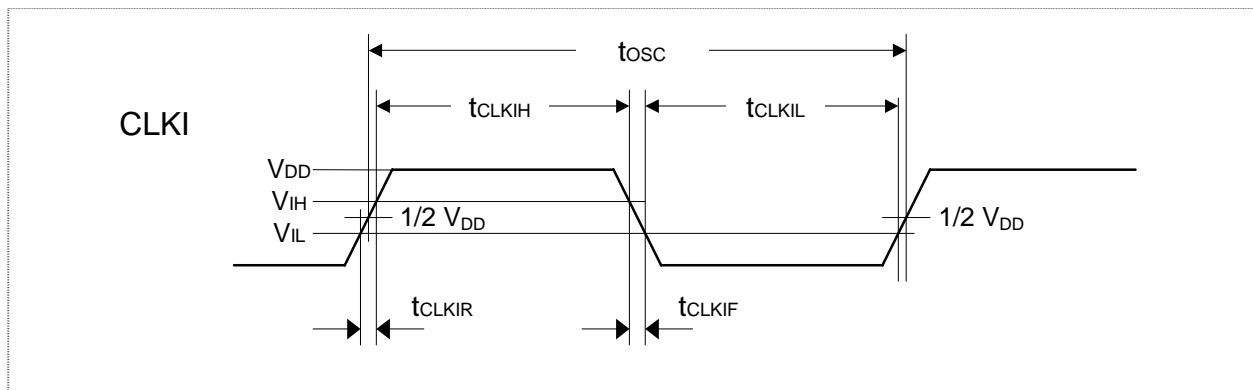 tOSC
tCLKIH
tCLKIL
CLKI
VDD
VIH
1/2 VDD
1/2 VDD
VIL
tCLKIR
tCLKIF